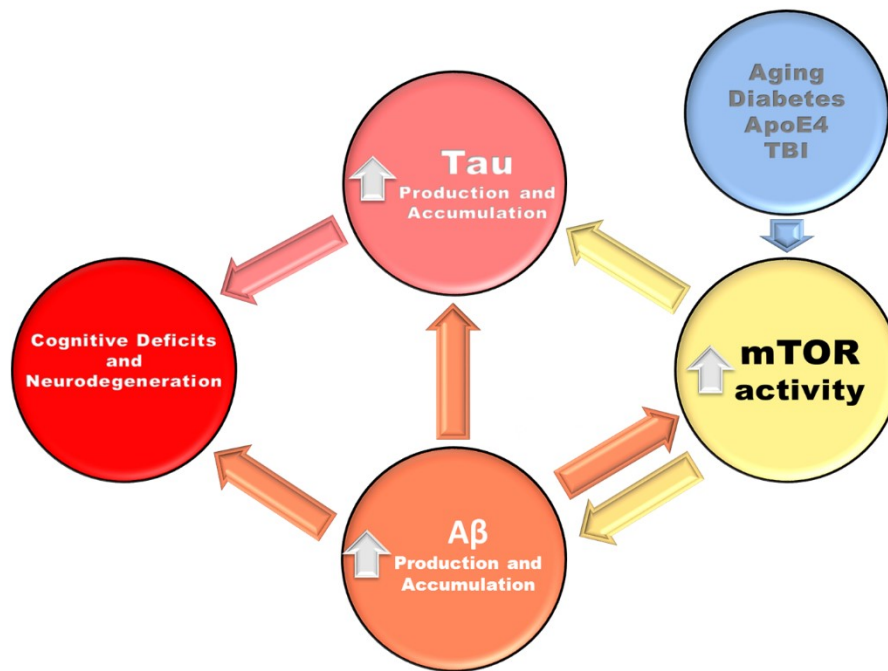 Aging
Diabetes
ApoE4
TBI
Tau
Production and
Accumulation
Cognitive Deficits
and
Neurodegeneration
mTOR
activity
Aβ
Production and
Accumulation